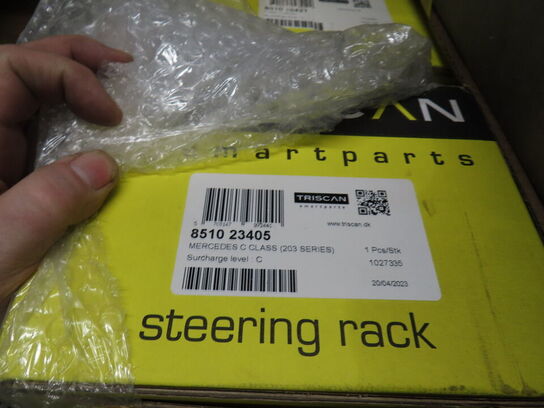 8510 23405
MERCEDES C CLASS (203 SERIES)
Surcharge level : C
TRISCAN
smartparts
www.triscan.dk
1 Pcs/Stk
1027335
20/04/2023
steering rack